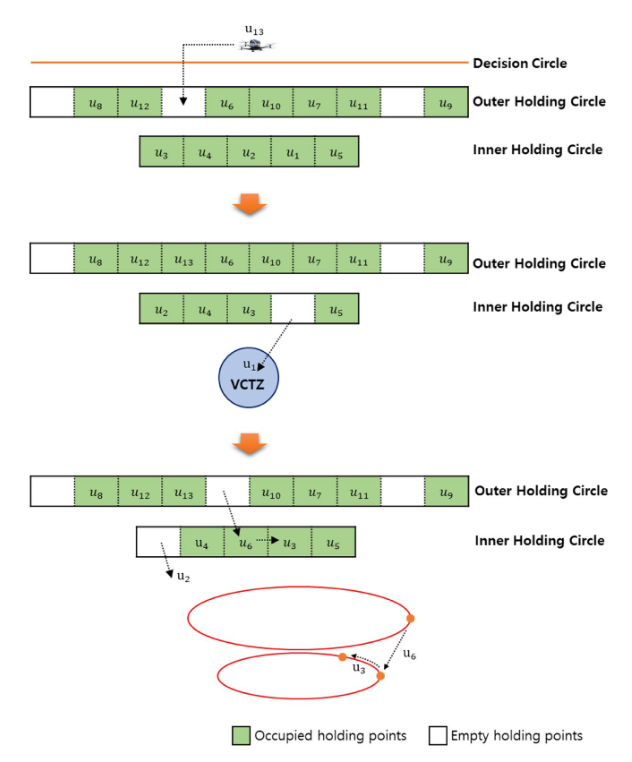 u₁₃
Decision Circle
u₈ u₁₂ u₆ u₁₀ u₇ u₁₁ u₉ Outer Holding Circle
u₃ u₄ u₂ u₁ u₅ Inner Holding Circle
u₈ u₁₂ u₁₃ u₆ u₁₀ u₇ u₁₁ u₉ Outer Holding Circle
u₂ u₄ u₃ u₅ Inner Holding Circle
u₁
VCTZ
u₈ u₁₂ u₁₃ u₁₀ u₇ u₁₁ u₉ Outer Holding Circle
u₄ u₆ u₃ u₅ Inner Holding Circle
u₂
u₆
u₃
Occupied holding points Empty holding points